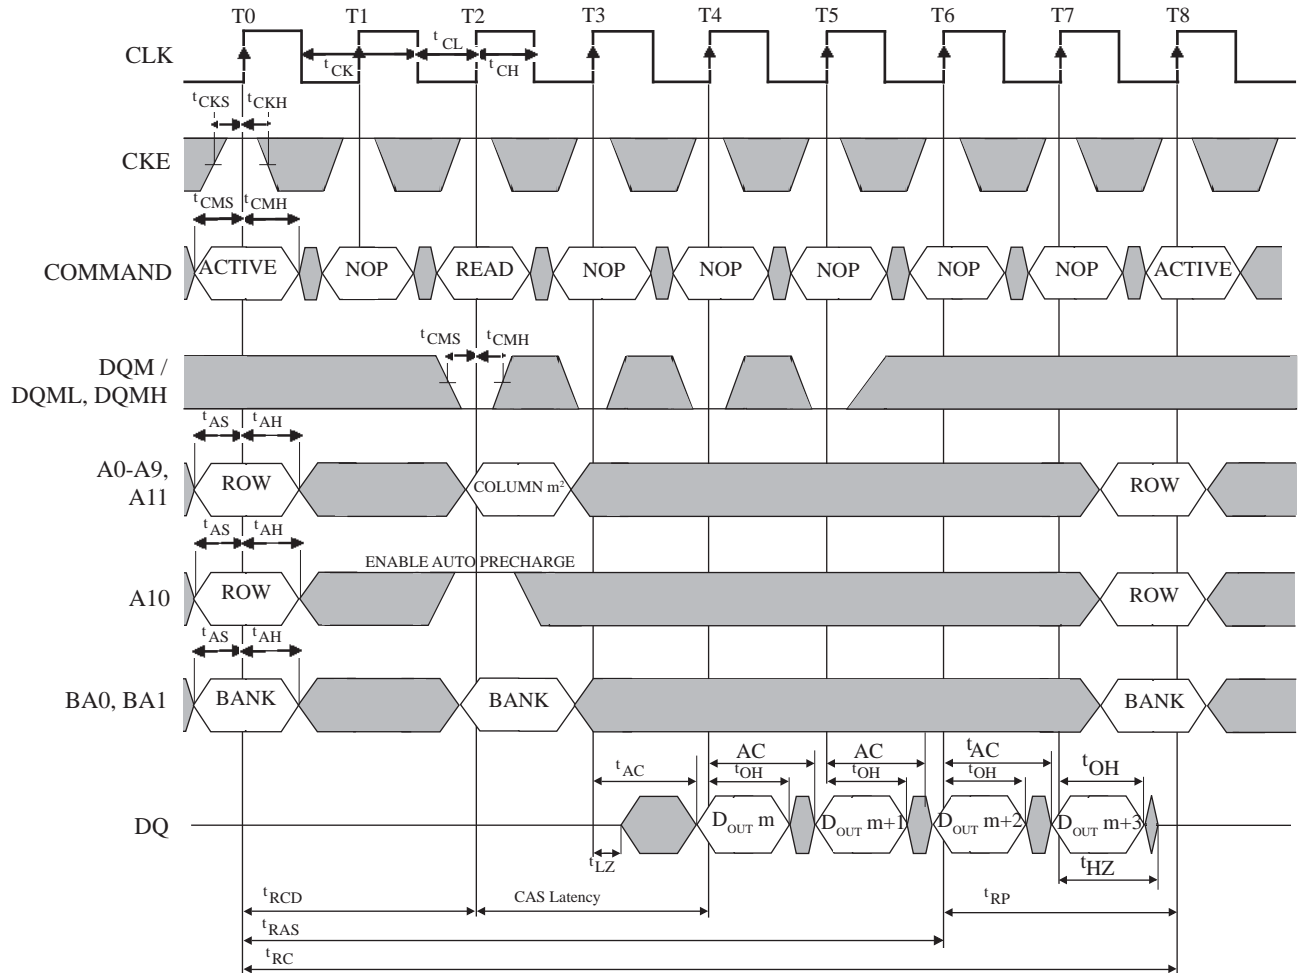 T0 T1 T2 T3 T4 T5 T6 T7 T8
CLK
tCK
tCL
tCH
tCKS tCKH
CKE
tCMS tCMH
COMMAND
ACTIVE NOP READ NOP NOP NOP NOP NOP ACTIVE
tCMS tCMH
DQM /
DQML, DQMH
tAS tAH
A0-A9,
A11
ROW COLUMN m² ROW
tAS tAH
ENABLE AUTO PRECHARGE
A10
ROW ROW
tAS tAH
BA0, BA1
BANK BANK BANK
tAC AC AC tAC
tOH tOH tOH tOH
DQ
DOUT m DOUT m+1 DOUT m+2 DOUT m+3
tLZ tHZ
tRCD CAS Latency tRP
tRAS
tRC